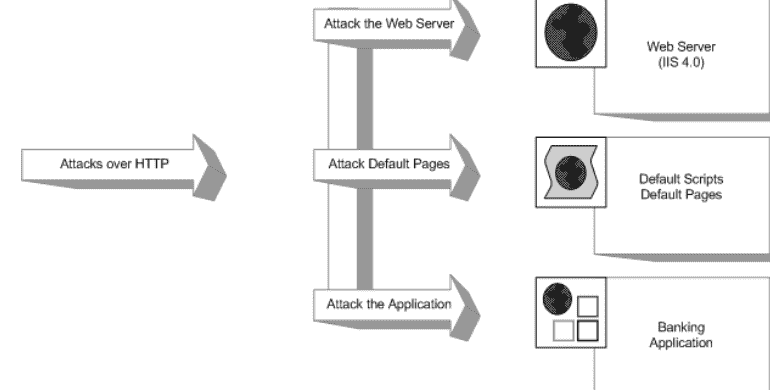 Attack the Web Server
Web Server
(IIS 4.0)
Attacks over HTTP
Attack Default Pages
Default Scripts
Default Pages
Attack the Application
Banking
Application